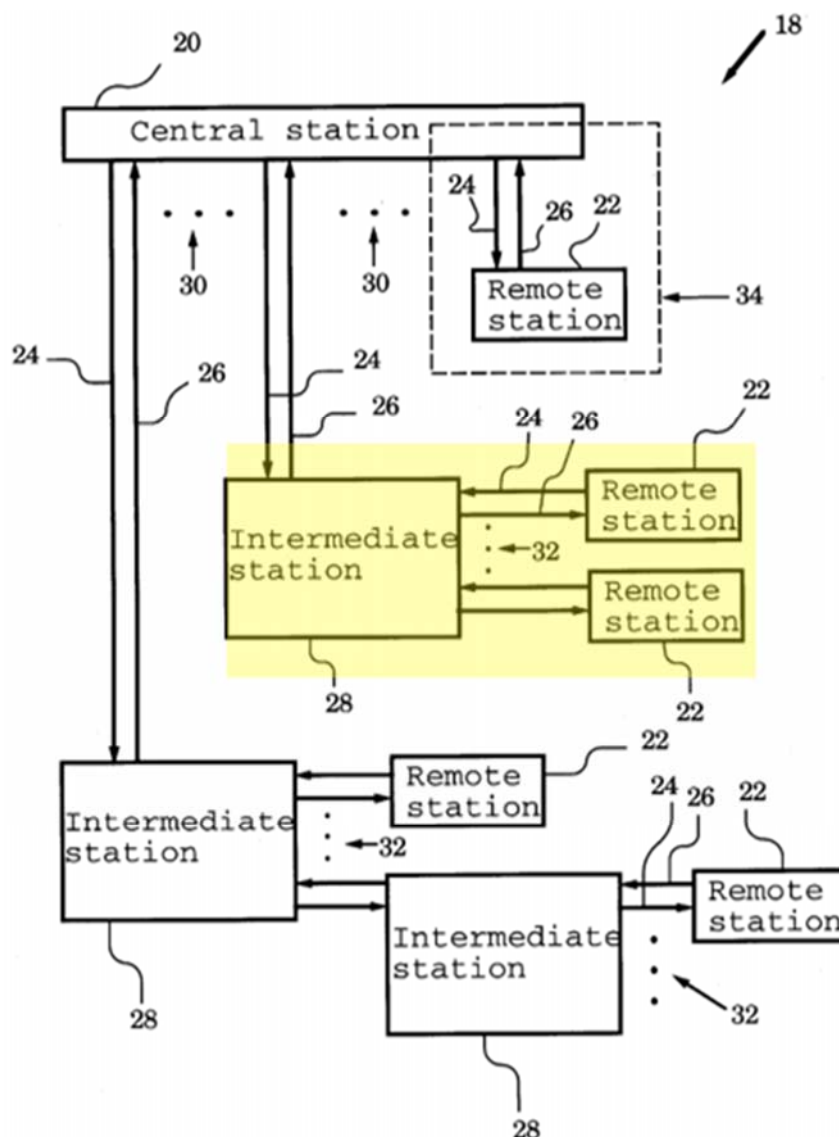 18
20
Central station
24
26
22
30
30
Remote
station
34
24
26
24
26
24
26
22
Intermediate
station
Remote
station
32
Remote
station
28
22
22
Intermediate
station
Remote
station
32
24
26
22
Intermediate
station
Remote
station
28
32
28